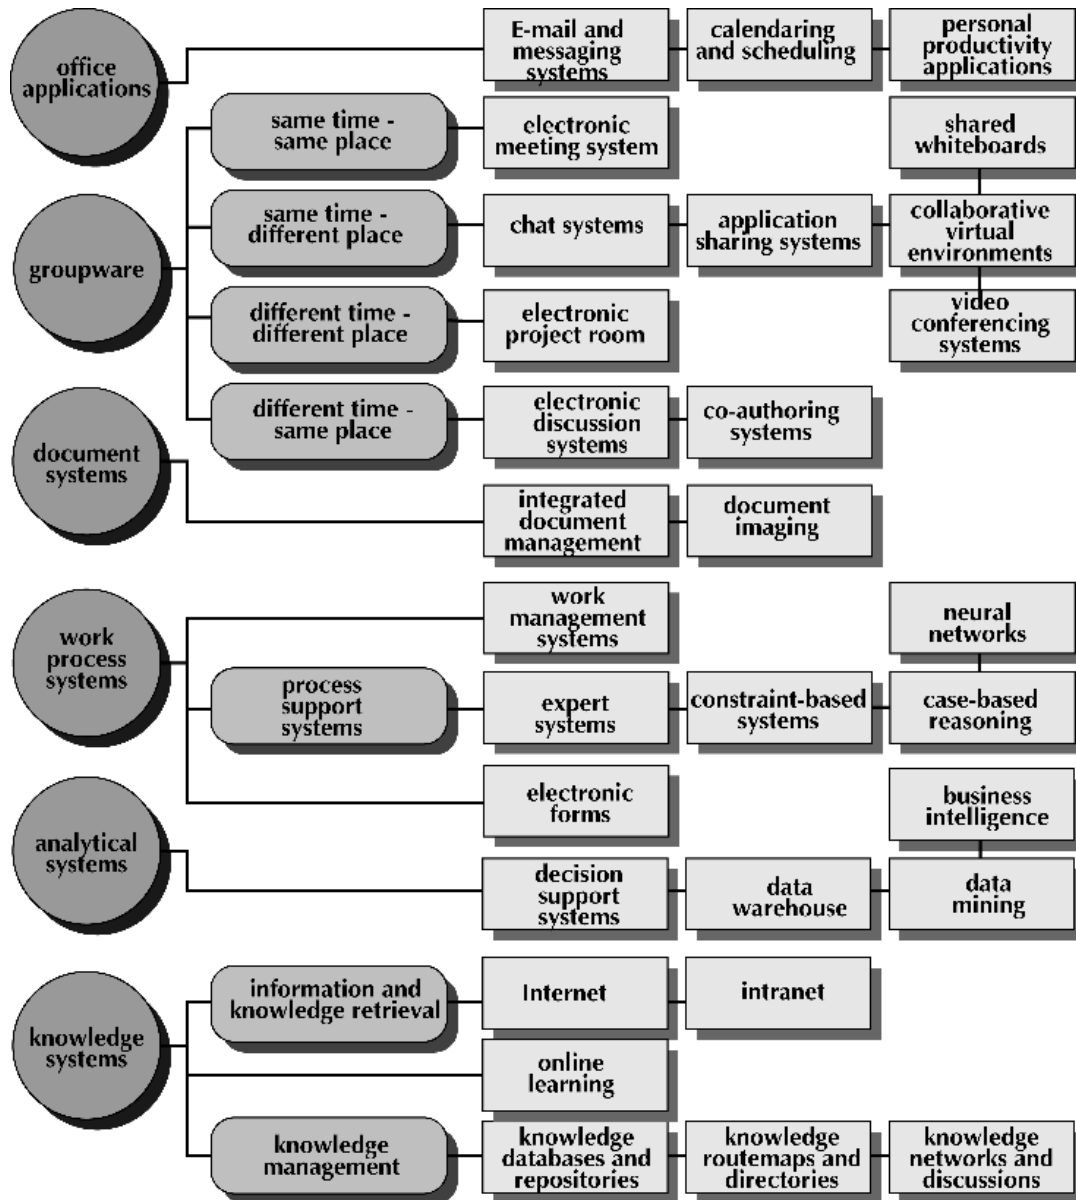 office
applications
E-mail and
messaging
systems
calendaring
and scheduling
personal
productivity
applications
groupware
same time -
same place
electronic
meeting system
shared
whiteboards
same time -
different place
chat systems
application
sharing systems
collaborative
virtual
environments
different time -
different place
electronic
project room
video
conferencing
systems
different time -
same place
electronic
discussion
systems
co-authoring
systems
document
systems
integrated
document
management
document
imaging
work
process
systems
work
management
systems
neural
networks
process
support
systems
expert
systems
constraint-based
systems
case-based
reasoning
electronic
forms
business
intelligence
analytical
systems
decision
support
systems
data
warehouse
data
mining
knowledge
systems
information and
knowledge retrieval
Internet
intranet
online
learning
knowledge
management
knowledge
databases and
repositories
knowledge
routemaps and
directories
knowledge
networks and
discussions